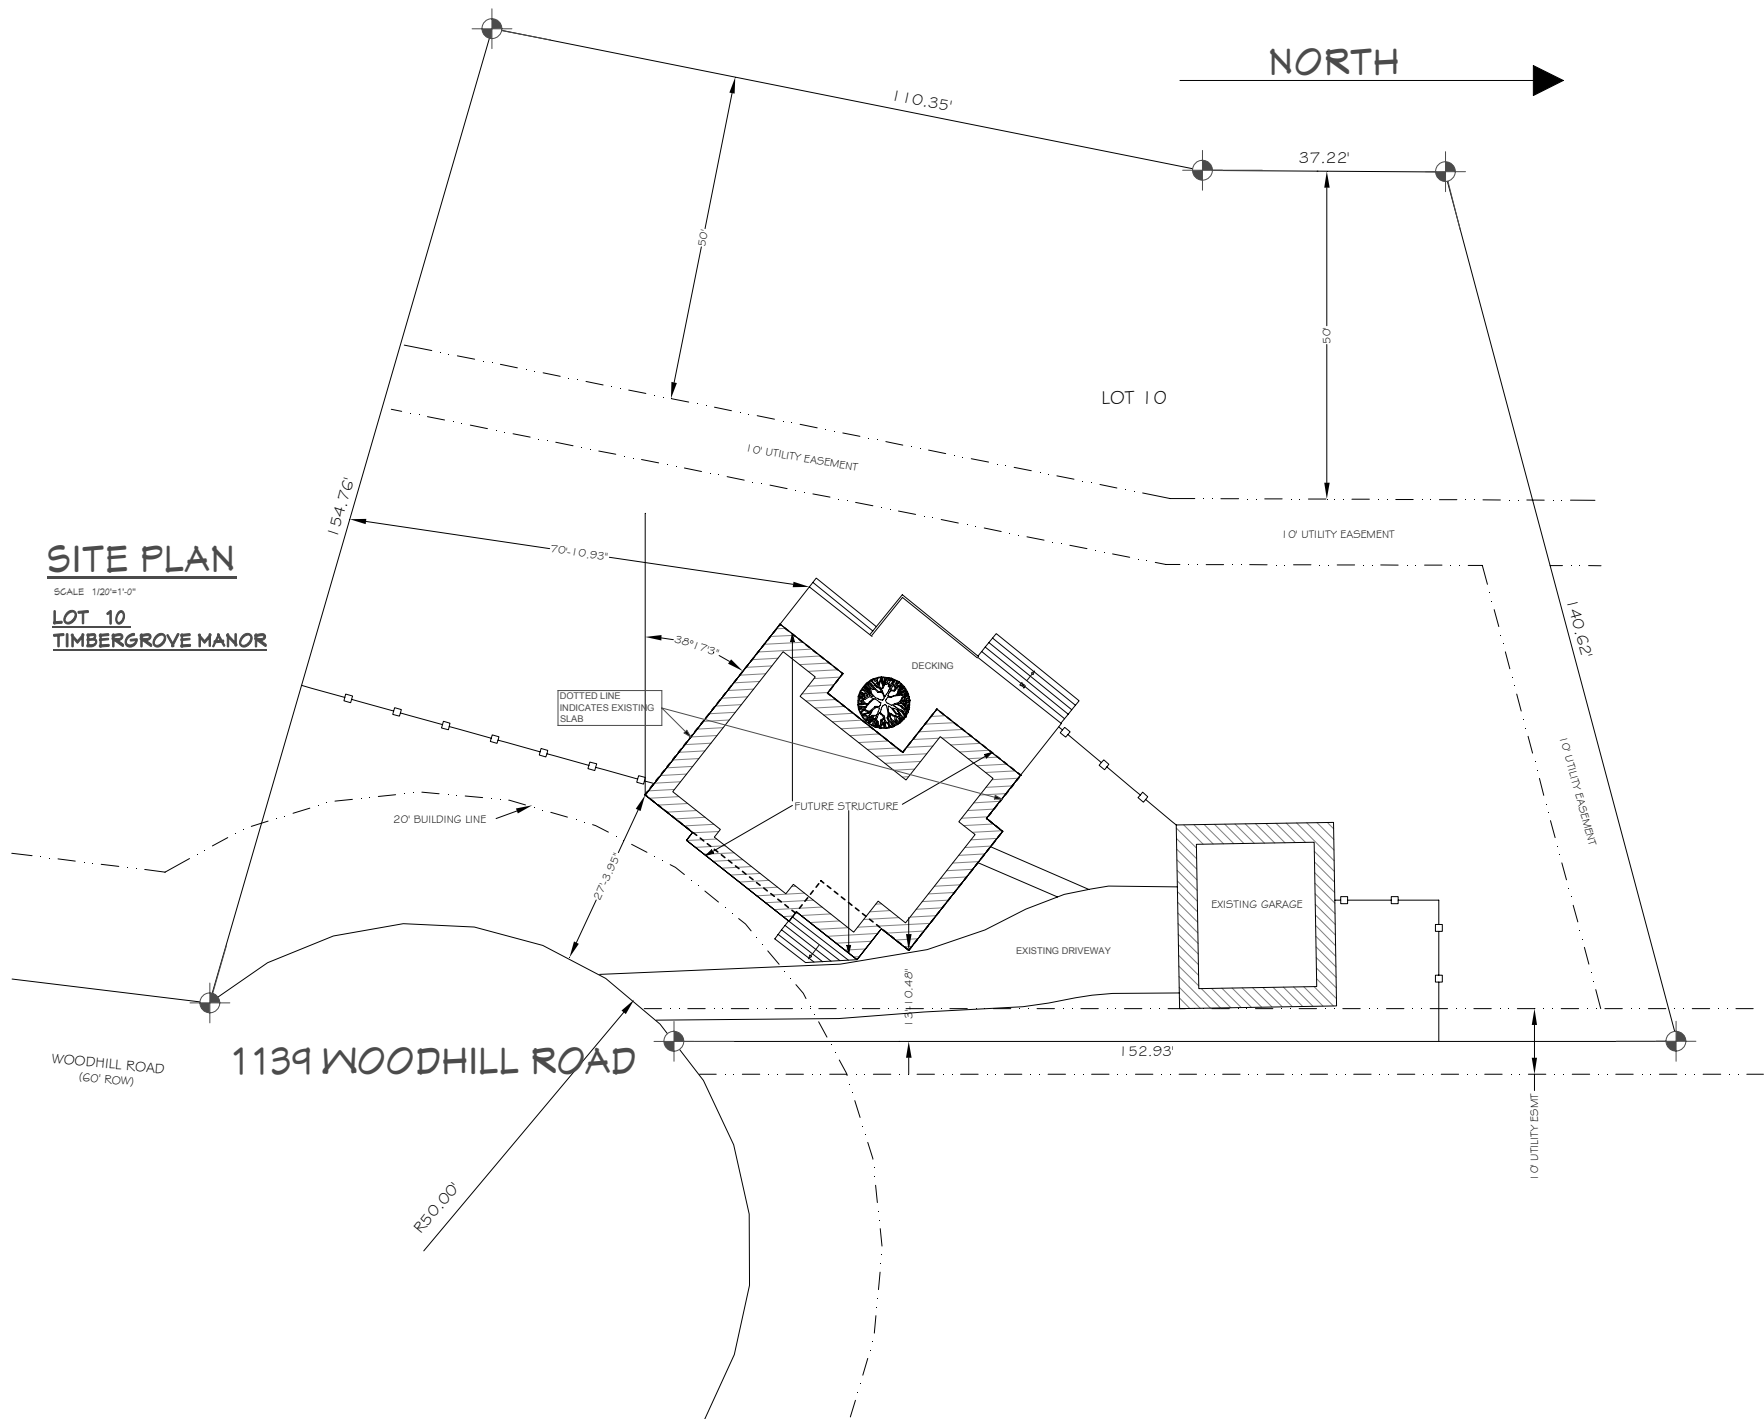 NORTH
110.35'
37.22'
50'
50'
LOT 10
10' UTILITY EASEMENT
154.76'
10' UTILITY EASEMENT
SITE PLAN
SCALE 1/20'=1'-0"
LOT 10
TIMBERGROVE MANOR
70'-10.93"
140.62'
38°17'3"
DECKING
DOTTED LINE
INDICATES EXISTING
SLAB
10' UTILITY EASEMENT
FUTURE STRUCTURE
20' BUILDING LINE
27'-3.95"
EXISTING GARAGE
EXISTING DRIVEWAY
13'-10.48"
WOODHILL ROAD
(60' ROW)
1139 WOODHILL ROAD
152.93'
10' UTILITY ESMT
R50.00'